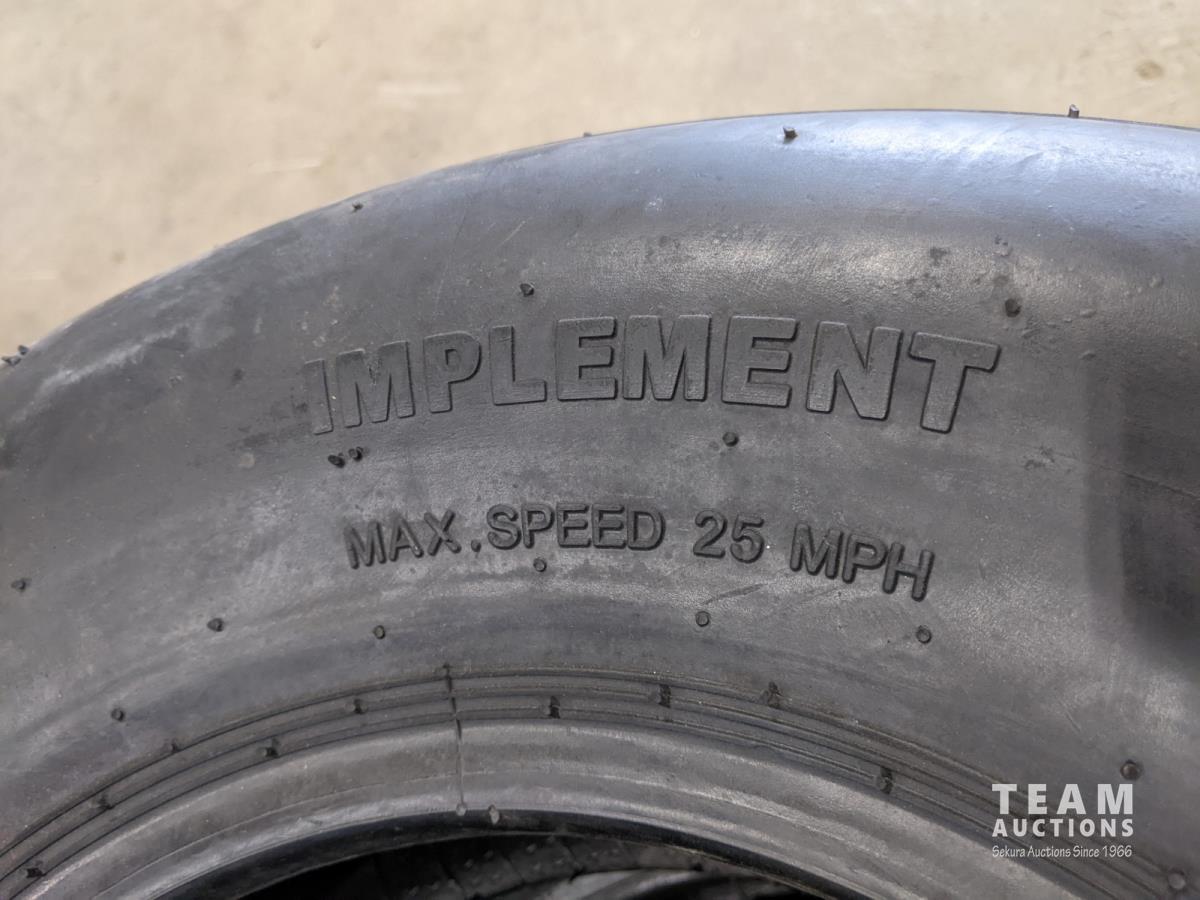 IMPLEMENT
MAX. SPEED 25 MPH
TEAM
AUCTIONS
Sekura Auctions Since 1966